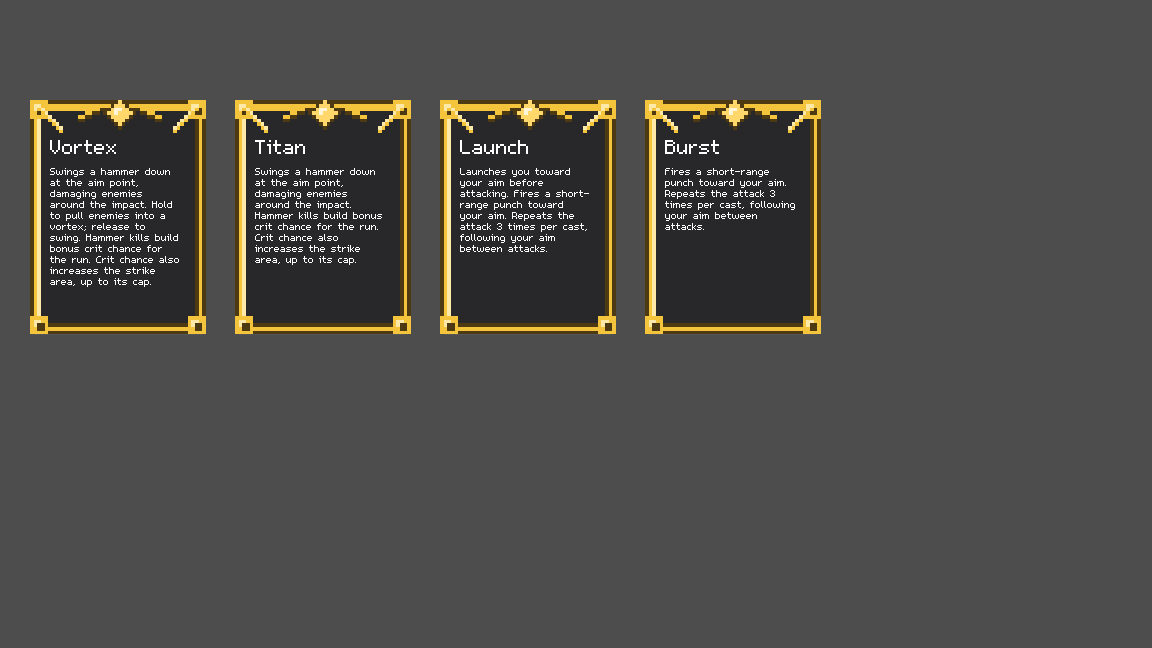 Vortex
Swings a hammer down
at the aim point,
damaging enemies
around the impact. Hold
to pull enemies into a
vortex; release to
swing. Hammer kills build
bonus crit chance for
the run. Crit chance also
increases the strike
area, up to its cap.
Titan
Swings a hammer down
at the aim point,
damaging enemies
around the impact.
Hammer kills build bonus
crit chance for the run.
Crit chance also
increases the strike
area, up to its cap.
Launch
Launches you toward
your aim before
attacking. Fires a short-
range punch toward
your aim. Repeats the
attack 3 times per cast,
following your aim
between attacks.
Burst
Fires a short-range
punch toward your aim.
Repeats the attack 3
times per cast, following
your aim between
attacks.